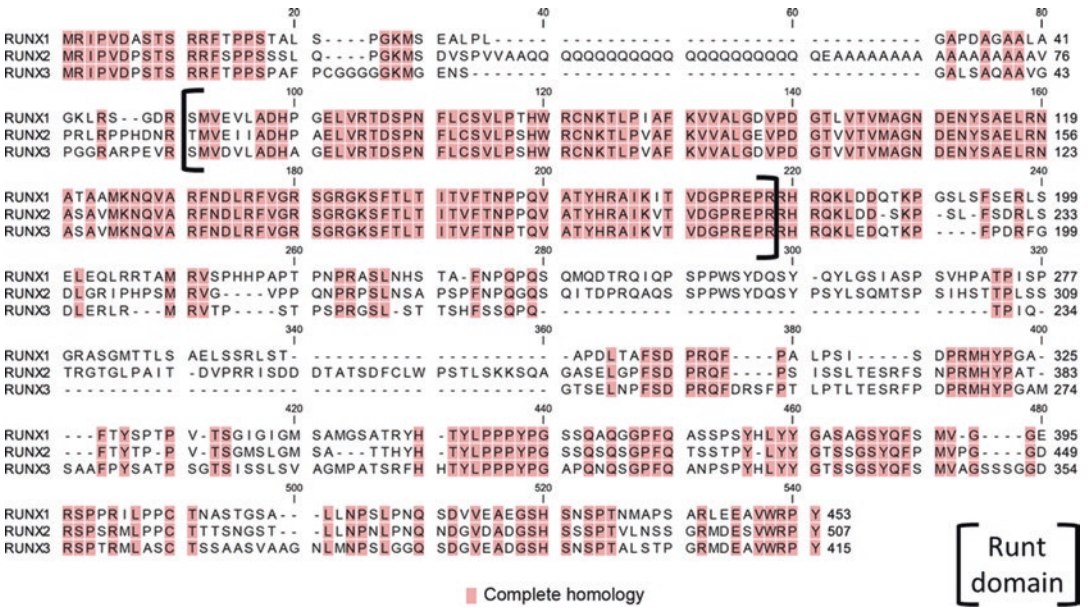 20 40 60 80
RUNX1 MRIPVDASTS RRFTPPSTAL S----PGKMS EALPL----- ---------- ---------- ---------- GAPDAGAALA 41
RUNX2 MRIPVDPSTS RRFTPPSSSL Q----PGKMS DVSPVVAAQQ QQQQQQQQQQ QQQQQQQQQQ QEAAAAAAAA AAAAAAAAAV 76
RUNX3 MRIPVDPSTS RRFTPPSPAF PCGGGGGKMG ENS------- ---------- ---------- ---------- GALSAQAAVG 43
100 120 140 160
RUNX1 GKLRS--GDR SMVEVLADHP GELVRTDSPN FLCSVLPTHW RCNKTLPIAF KVVALGDVPD GTLVTVMAGN DENYSAELRN 119
RUNX2 PRLRPPHDNR TMVEIIADHP AELVRTDSPN FLCSVLPSHW RCNKTLPVAF KVVALGEVPD GTVVTVMAGN DENYSAELRN 156
RUNX3 PGGRARPEVR SMVDVLADHA GELVRTDSPN FLCSVLPSHW RCNKTLPVAF KVVALGDVPD GTVVTVMAGN DENYSAELRN 123
180 200 220 240
RUNX1 ATAAMKNQVA RFNDLRFVGR SGRGKSFTLT ITVFTNPPQV ATYHRAIKIT VDGPREPRRH RQKLDDQTKP GSLSFSERLS 199
RUNX2 ASAVMKNQVA RFNDLRFVGR SGRGKSFTLT ITVFTNPPQV ATYHRAIKVT VDGPREPRRH RQKLDD-SKP -SL-FSDRLS 233
RUNX3 ASAVMKNQVA RFNDLRFVGR SGRGKSFTLT ITVFTNPTQV ATYHRAIKVT VDGPREPRRH RQKLEDQTKP ----FPDRFG 199
260 280 300 320
RUNX1 ELEQLRRTAM RVSPHHPAPT PNPRASLNHS TA-FNPQPQS QMQDTRQIQP SPPWSYDQSY -QYLGSIASP SVHPATPISP 277
RUNX2 DLGRIPHPSM RVG----VPP QNPRPSLNSA PSPFNPQGQS QITDPRQAQS SPPWSYDQSY PSYLSQMTSP SIHSTTPLSS 309
RUNX3 DLERLR---M RVTP----ST PSPRGSL-ST TSHFSSQPQ- ---------- ---------- ---------- -----TPIQ- 234
340 360 380 400
RUNX1 GRASGMTTLS AELSSRLST- ---------- ---------- -APDLTAFSD PRQF----PA LPSI----S DPRMHYPGA- 325
RUNX2 TRGTGLPAIT -DVPRRISDD DTATSDFCLW PSTLSKKSQA GASELGPFSD PRQF----PS ISSLTESRFS NPRMHYPAT- 383
RUNX3 ---------- ---------- ---------- ---------- GTSELNPFSD PRQFDRSFPT LPTLTESRFP DPRMHYPGAM 274
420 440 460 480
RUNX1 ---FTYSPTP V-TSGIGIGM SAMGSATRYH -TYLPPPYPG SSQAQGGPFQ ASSPSYHLYY GASAGSYQFS MV-G----GE 395
RUNX2 ---FTYTP-P V-TSGMSLGM SA---TTHYH -TYLPPPYPG SSQSQSGPFQ TSSTPY-LYY GTSSGSYQFP MVPG----GD 449
RUNX3 SAAFPYSATP SGTSISSLSV AGMPATSRFH HTYLPPPYPG APQNQSGPFQ ANPSPYHLYY GTSSGSYQFS MVAGSSSGGD 354
500 520 540
RUNX1 RSPPRILPPC TNASTGSA-- -LLNPSLPNQ SDVVEAEGSH SNSPTNMAPS ARLEEAVWRP Y 453
RUNX2 RSPSRMLPPC TTTSNGST-- -LLNPNLPNQ NDGVDADGSH SSSPTVLNSS GRMDESVWRP Y 507
RUNX3 RSPTRMLASC TSSAASVAAG NLMNPSLGGQ SDGVEADGSH SNSPTALSTP GRMDEAVWRP Y 415
Complete homology
Runt
domain